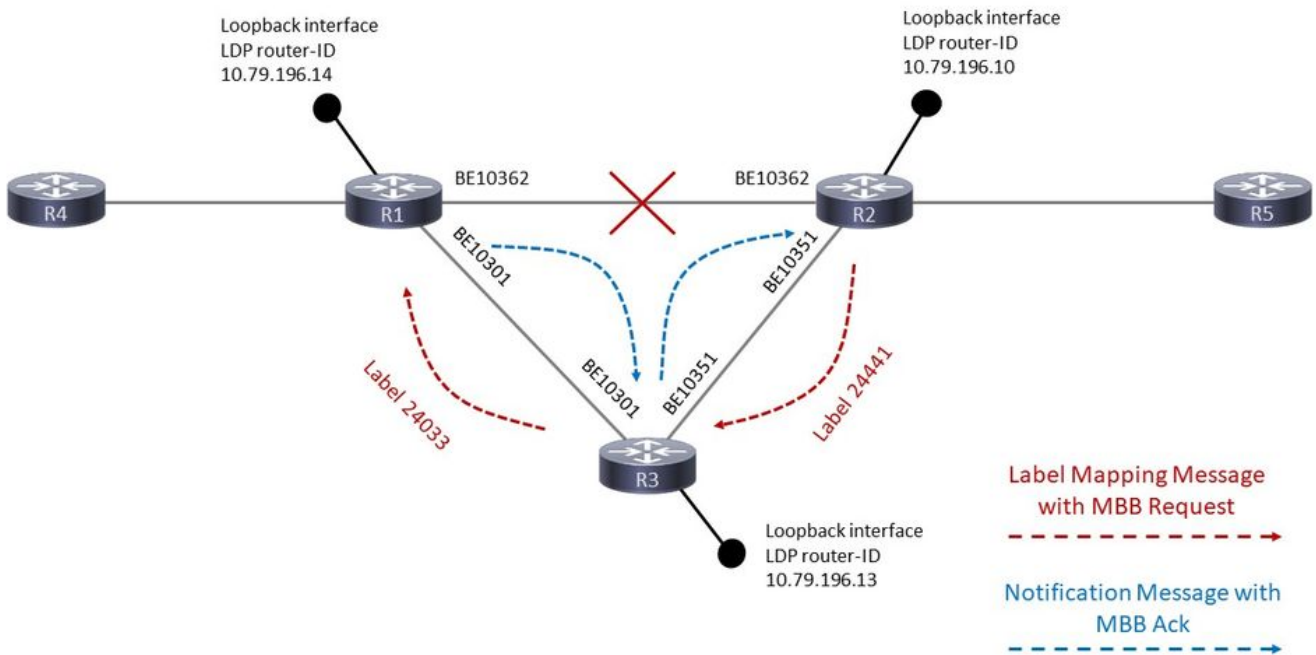 Loopback interface
LDP router-ID
10.79.196.14
Loopback interface
LDP router-ID
10.79.196.10
BE10362
BE10362
R4
R1
R2
R5
BE10301
BE10351
Label 24033
BE10301
BE10351
Label 24441
R3
Loopback interface
LDP router-ID
10.79.196.13
Label Mapping Message
with MBB Request
Notification Message with
MBB Ack